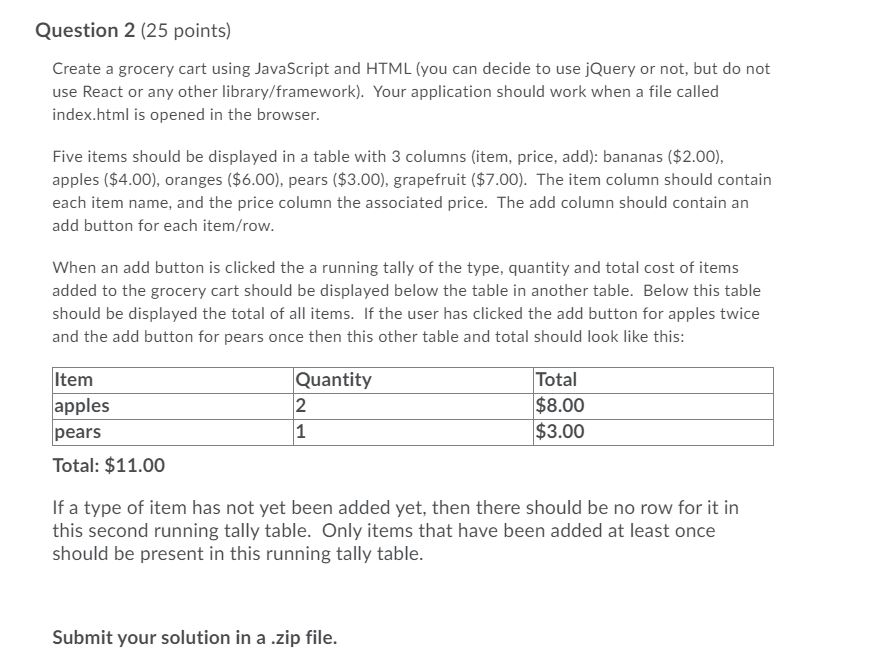 Question 2 (25 points)
Create a grocery cart using JavaScript and HTML (you can decide to use jQuery or not, but do not
use React or any other library/framework). Your application should work when a file called
index.html is opened in the browser.
Five items should be displayed in a table with 3 columns (item, price, add): bananas ($2.00),
apples ($4.00), oranges ($6.00), pears ($3.00), grapefruit ($7.00). The item column should contain
each item name, and the price column the associated price. The add column should contain an
add button for each item/row.
When an add button is clicked the a running tally of the type, quantity and total cost of items
added to the grocery cart should be displayed below the table in another table. Below this table
should be displayed the total of all items. If the user has clicked the add button for apples twice
and the add button for pears once then this other table and total should look like this:
Item Quantity Total
apples 2 $8.00
pears 1 $3.00
Total: $11.00
If a type of item has not yet been added yet, then there should be no row for it in
this second running tally table. Only items that have been added at least once
should be present in this running tally table.
Submit your solution in a .zip file.